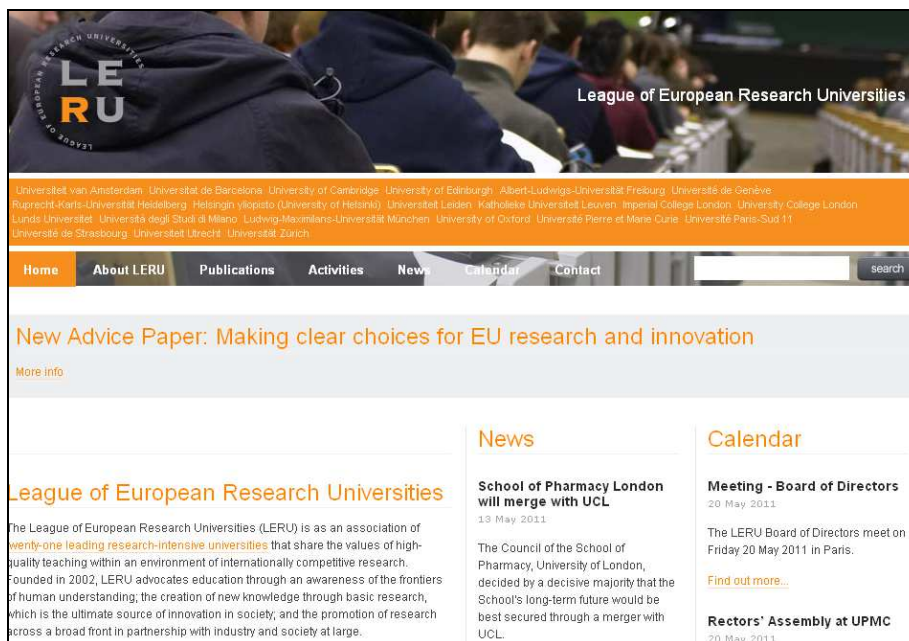 LEAGUE OF EUROPEAN RESEARCH UNIVERSITIES
LE
RU
League of European Research Universities
Universiteit van Amsterdam Universitat de Barcelona University of Cambridge University of Edinburgh Albert-Ludwigs-Universität Freiburg Université de Genève
Ruprecht-Karls-Universität Heidelberg Helsingin yliopisto (University of Helsinki) Universiteit Leiden Katholieke Universiteit Leuven Imperial College London University College London
Lunds Universitet Università degli Studi di Milano Ludwig-Maximilians-Universität München University of Oxford Université Pierre et Marie Curie Université Paris-Sud 11
Université de Strasbourg Universiteit Utrecht Universität Zürich
Home About LERU Publications Activities News Calendar Contact search
New Advice Paper: Making clear choices for EU research and innovation
More info
League of European Research Universities
The League of European Research Universities (LERU) is as an association of
twenty-one leading research-intensive universities that share the values of high-
quality teaching within an environment of internationally competitive research.
Founded in 2002, LERU advocates education through an awareness of the frontiers
of human understanding; the creation of new knowledge through basic research,
which is the ultimate source of innovation in society; and the promotion of research
across a broad front in partnership with industry and society at large.
News
School of Pharmacy London
will merge with UCL
13 May 2011
The Council of the School of
Pharmacy, University of London,
decided by a decisive majority that the
School's long-term future would be
best secured through a merger with
UCL.
Calendar
Meeting - Board of Directors
20 May 2011
The LERU Board of Directors meet on
Friday 20 May 2011 in Paris.
Find out more...
Rectors' Assembly at UPMC
20 May 2011